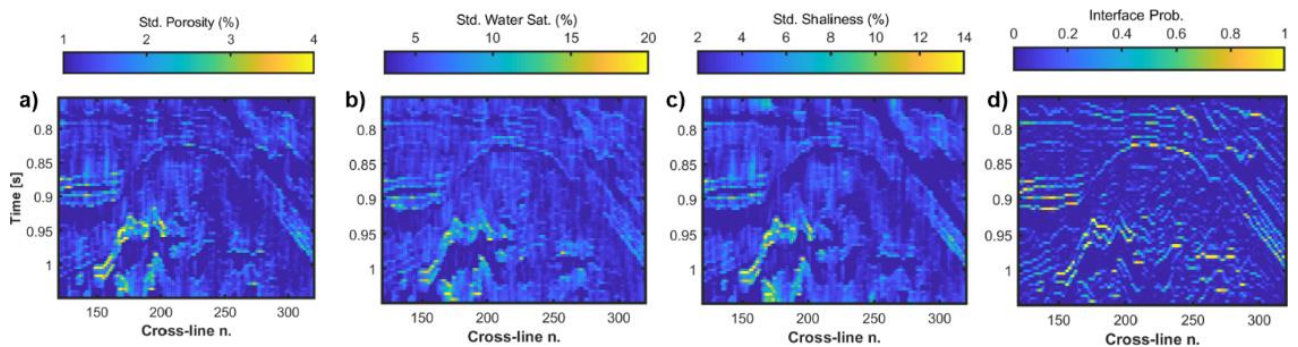 Std. Porosity (%)
1 2 3 4
Std. Water Sat. (%)
5 10 15 20
Std. Shaliness (%)
2 4 6 8 10 12 14
Interface Prob.
0 0.2 0.4 0.6 0.8 1
a)
b)
c)
d)
Time [s]
0.8
0.85
0.9
0.95
1
0.8
0.85
0.9
0.95
1
0.8
0.85
0.9
0.95
1
0.8
0.85
0.9
0.95
1
150 200 250 300
150 200 250 300
150 200 250 300
150 200 250 300
Cross-line n.
Cross-line n.
Cross-line n.
Cross-line n.